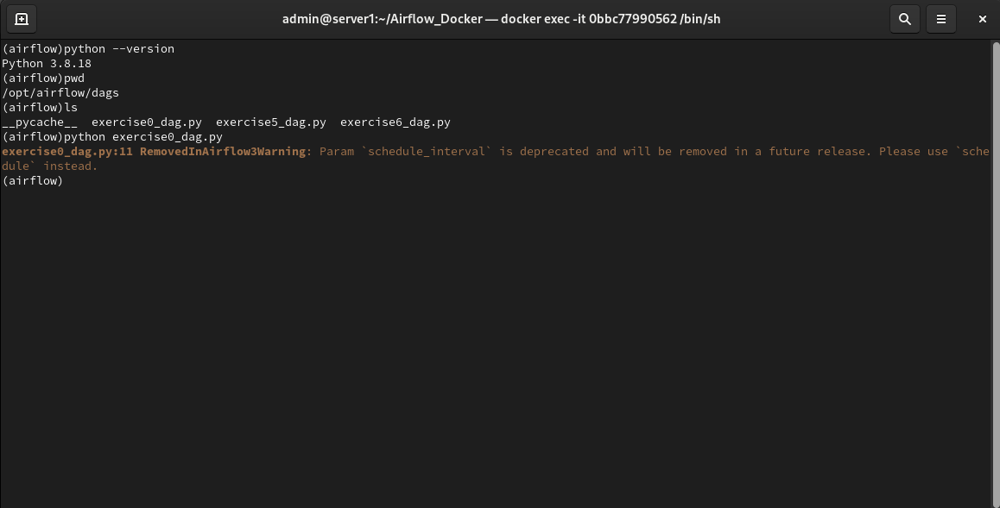 admin@server1:~/Airflow_Docker — docker exec -it 0bbc77990562 /bin/sh
(airflow)python --version
Python 3.8.18
(airflow)pwd
/opt/airflow/dags
(airflow)ls
__pycache__  exercise0_dag.py  exercise5_dag.py  exercise6_dag.py
(airflow)python exercise0_dag.py
exercise0_dag.py:11 RemovedInAirflow3Warning: Param `schedule_interval` is deprecated and will be removed in a future release. Please use `sche
dule` instead.
(airflow)